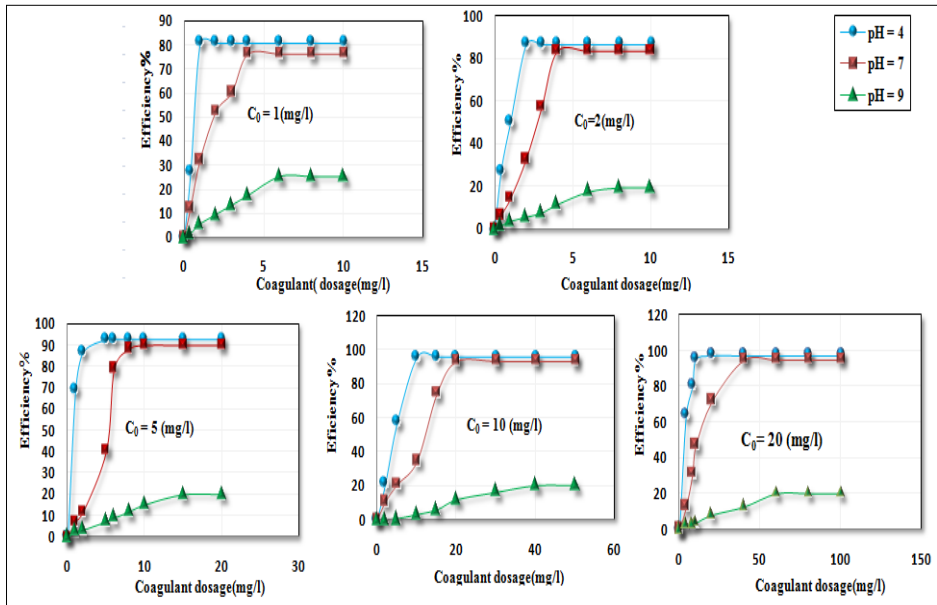 Efficiency%
90
80
70
60
50
40
30
20
10
0
0 5 10 15
C0 = 1(mg/l)
Coagulant( dosage(mg/l)
Efficiency%
100
80
60
40
20
0
0 5 10 15
C0=2(mg/l)
Coagulant dosage(mg/l)
pH = 4
pH = 7
pH = 9
Efficiency%
100
90
80
70
60
50
40
30
20
10
0
0 10 20 30
C0= 5 (mg/l)
Coagulant dosage(mg/l)
Efficiency%
120
100
80
60
40
20
0
0 20 40 60
C0 = 10 (mg/l)
Coagulant dosage(mg/l)
Efficiency%
120
100
80
60
40
20
0
0 50 100 150
C0= 20 (mg/l)
Coagulant dosage(mg/l)